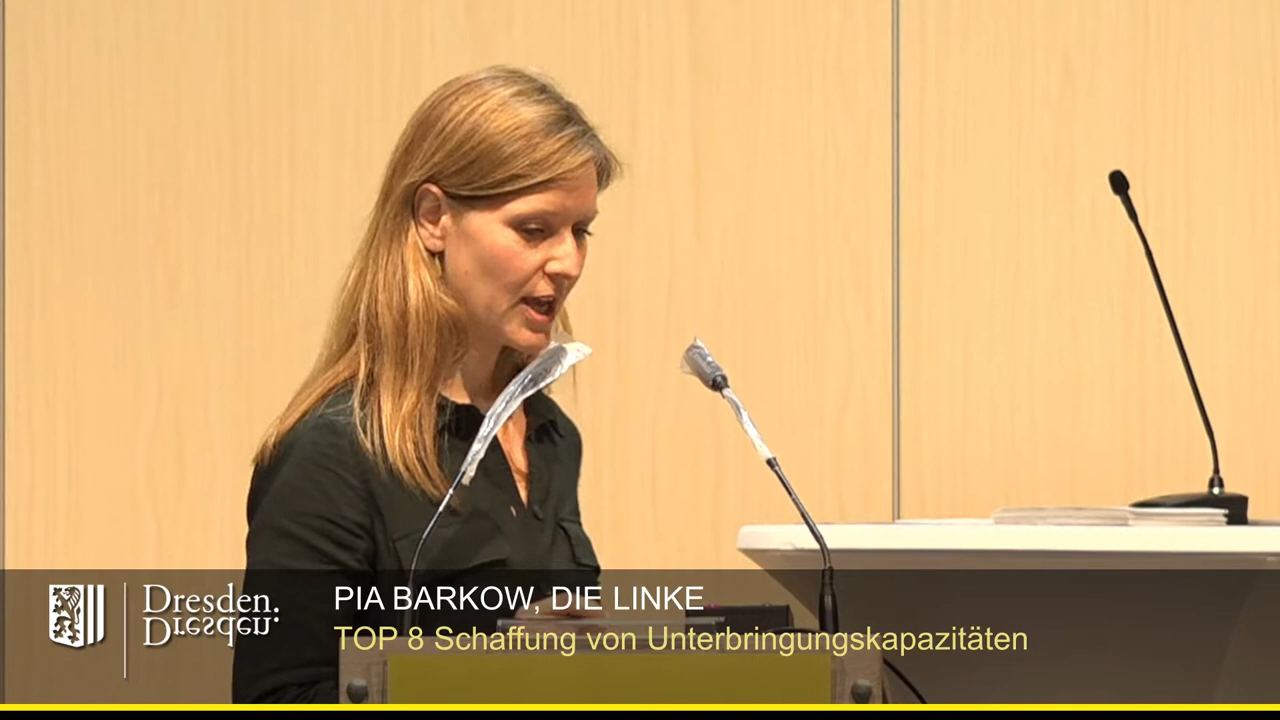 Dresden.
Dresden.
PIA BARKOW, DIE LINKE
TOP 8 Schaffung von Unterbringungskapazitäten